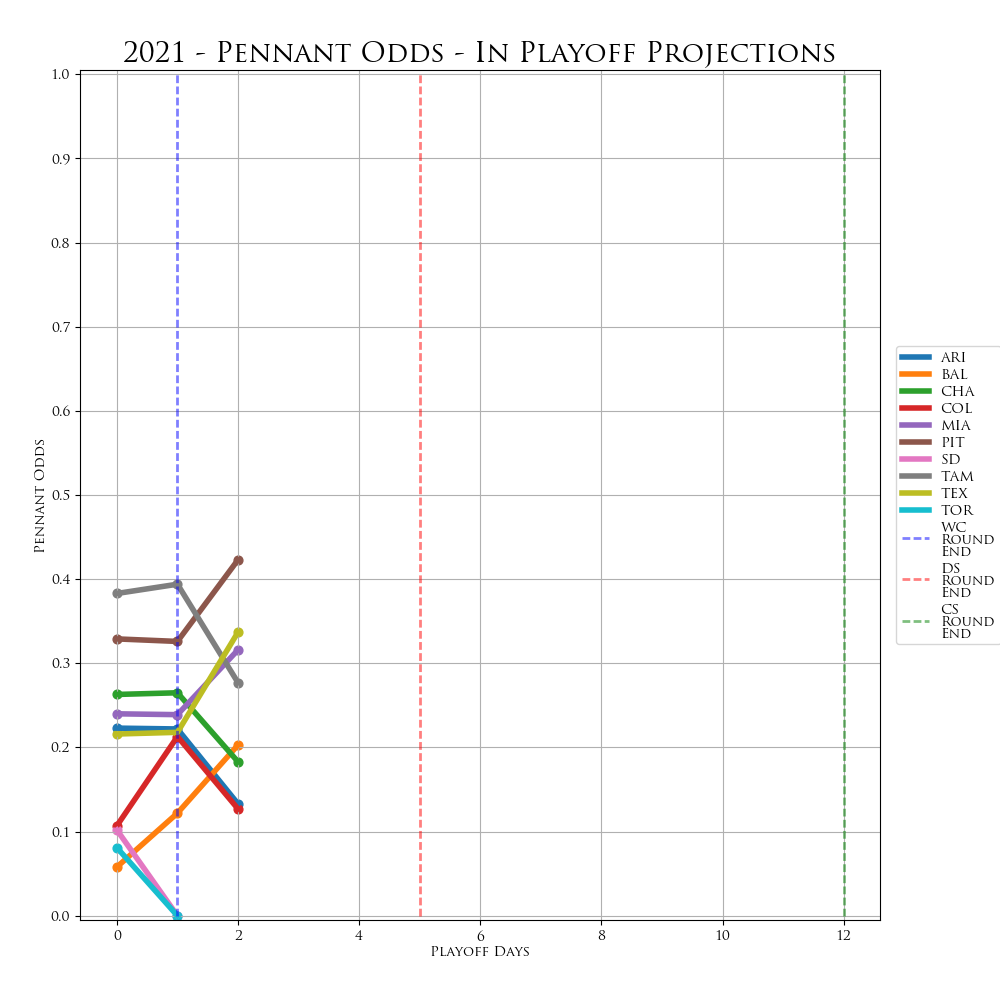 2021 - Pennant Odds - In Playoff Projections
1.0
0.9
0.8
0.7
0.6
0.5
0.4
0.3
0.2
0.1
0.0
Pennant Odds
0
2
4
6
8
10
12
Playoff Days
ARI
BAL
CHA
COL
MIA
PIT
SD
TAM
TEX
TOR
WC
Round
End
DS
Round
End
CS
Round
End